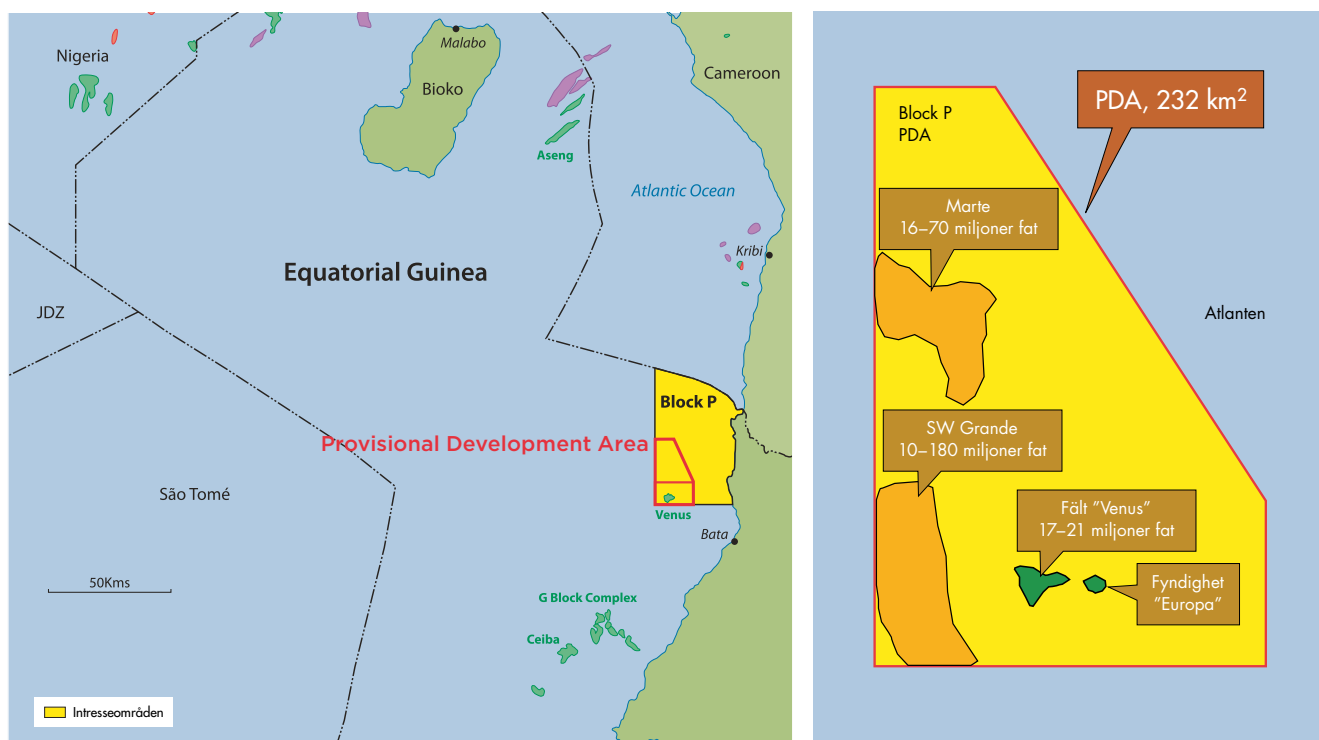 Nigeria
Malabo
Bioko
Cameroon
Aseng
Atlantic Ocean
Kribi
Equatorial Guinea
JDZ
Block P
Provisional Development Area
São Tomé
Venus
Bata
50Kms
G Block Complex
Ceiba
Intresseområden
PDA, 232 km²
Block P
PDA
Marte
16–70 miljoner fat
Atlanten
SW Grande
10–180 miljoner fat
Fält ”Venus”
17–21 miljoner fat
Fyndighet
”Europa”